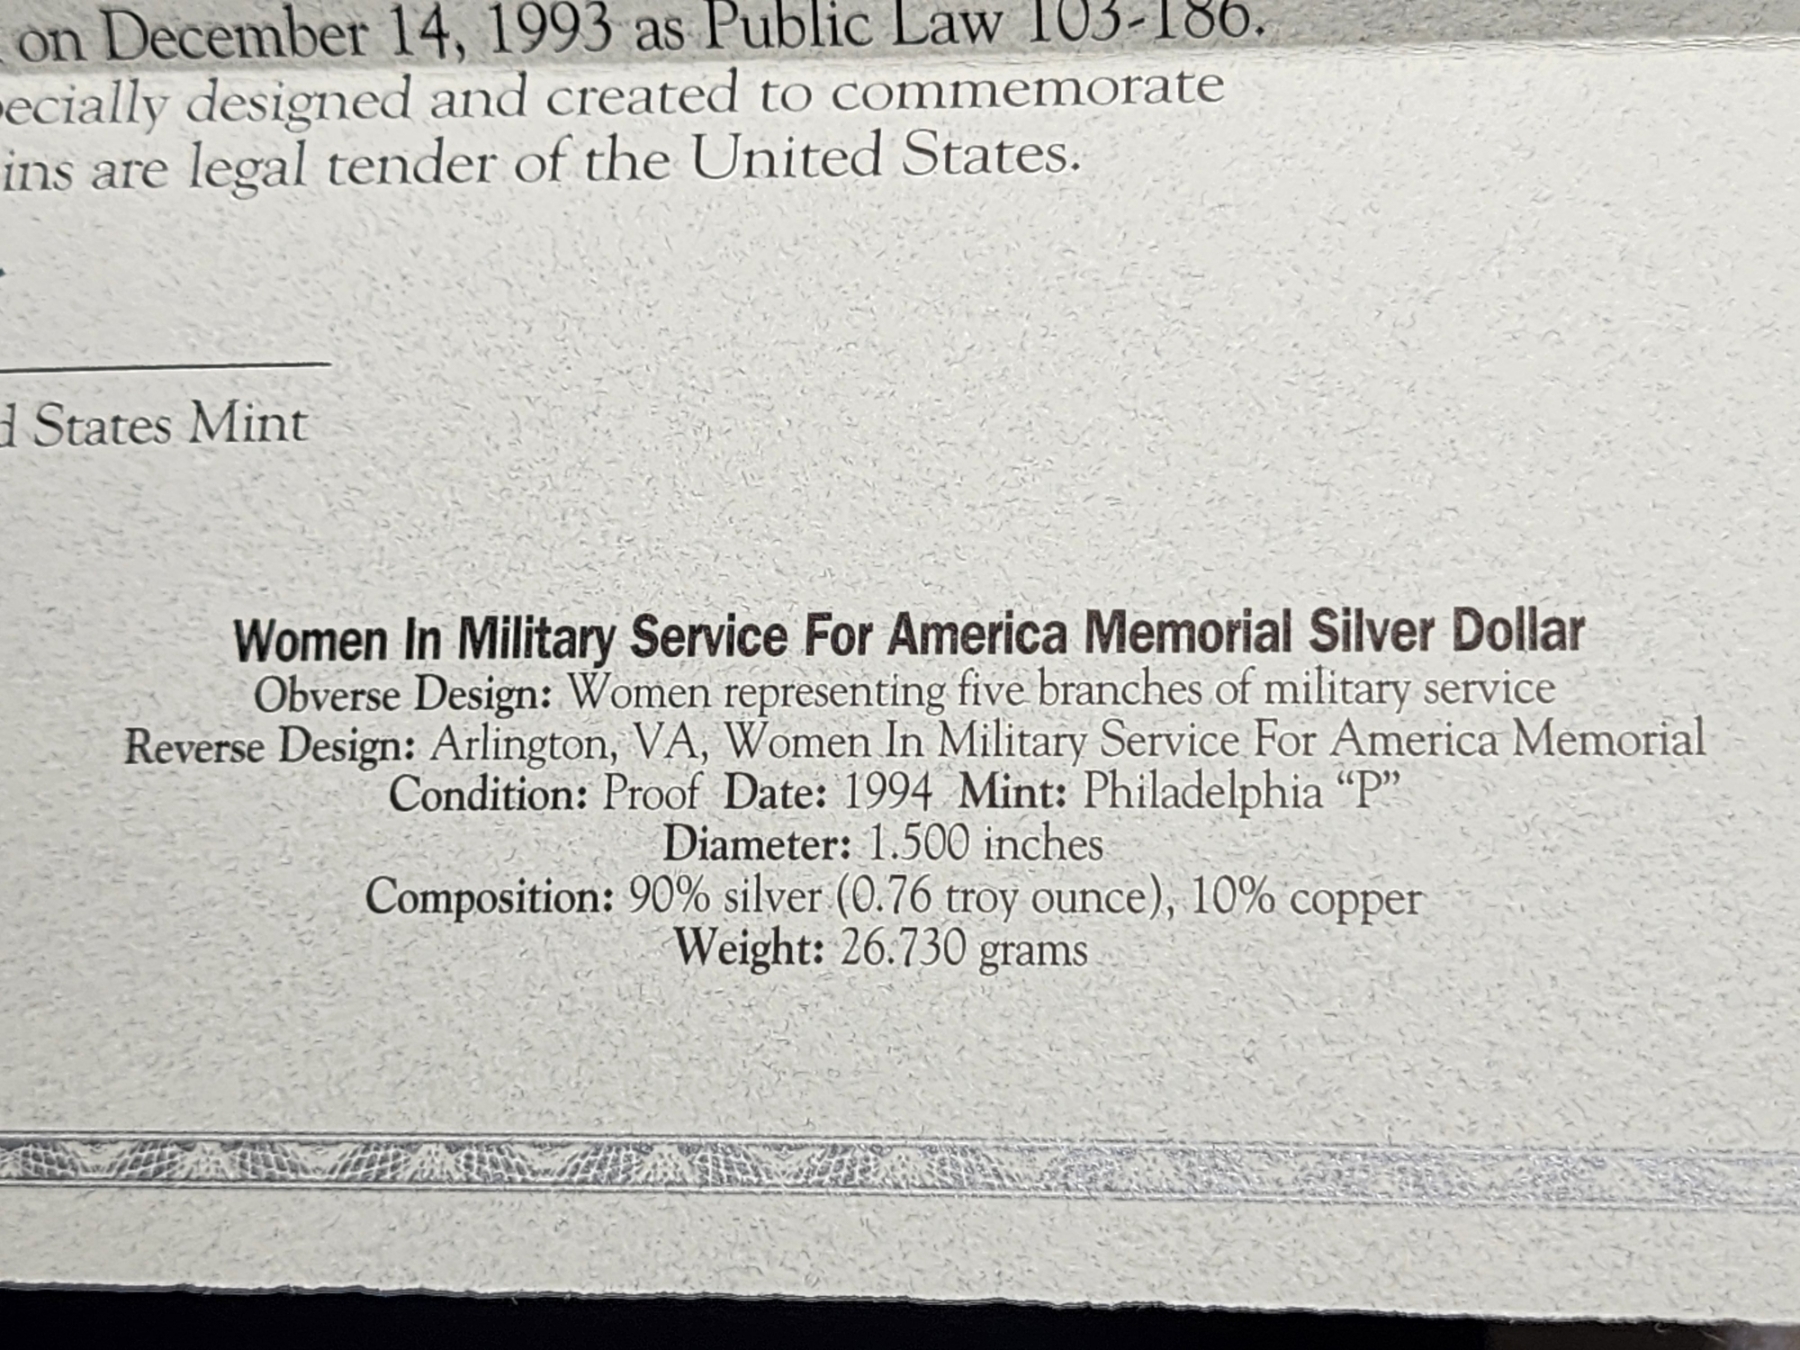 on December 14, 1993 as Public Law 103-186.
ecially designed and created to commemorate
ins are legal tender of the United States.
d States Mint
Women In Military Service For America Memorial Silver Dollar
Obverse Design: Women representing five branches of military service
Reverse Design: Arlington, VA, Women In Military Service For America Memorial
Condition: Proof Date: 1994 Mint: Philadelphia “P”
Diameter: 1.500 inches
Composition: 90% silver (0.76 troy ounce), 10% copper
Weight: 26.730 grams